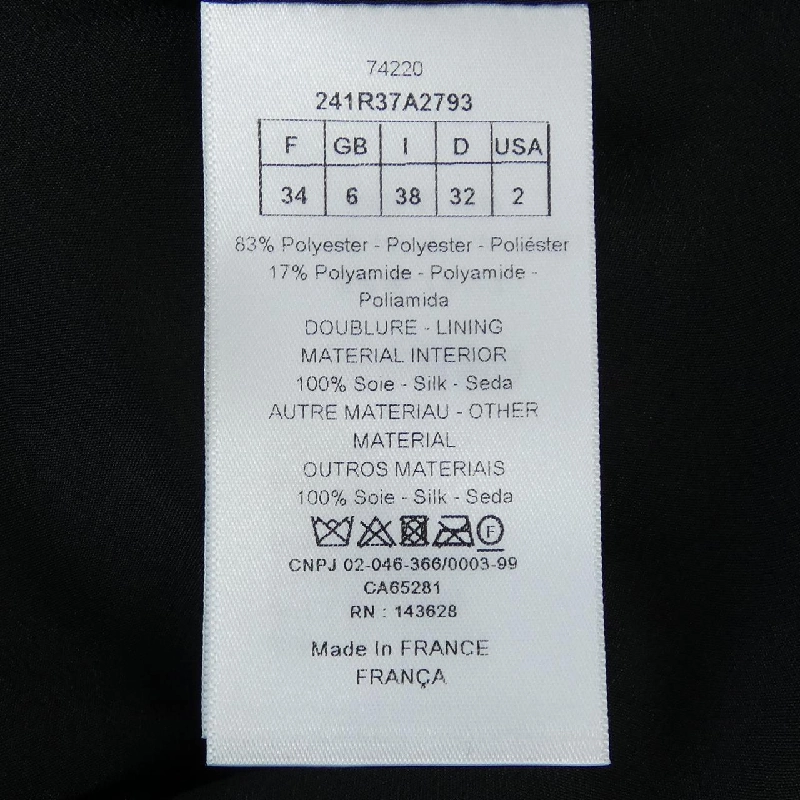 74220
241R37A2793
F GB I D USA
34 6 38 32 2
83% Polyester - Polyester - Poliéster
17% Polyamide - Polyamide -
Poliamida
DOUBLURE - LINING
MATERIAL INTERIOR
100% Soie - Silk - Seda
AUTRE MATERIAU - OTHER
MATERIAL
OUTROS MATERIAIS
100% Soie - Silk - Seda
F
CNPJ 02-046-366/0003-99
CA65281
RN : 143628
Made In FRANCE
FRANÇA